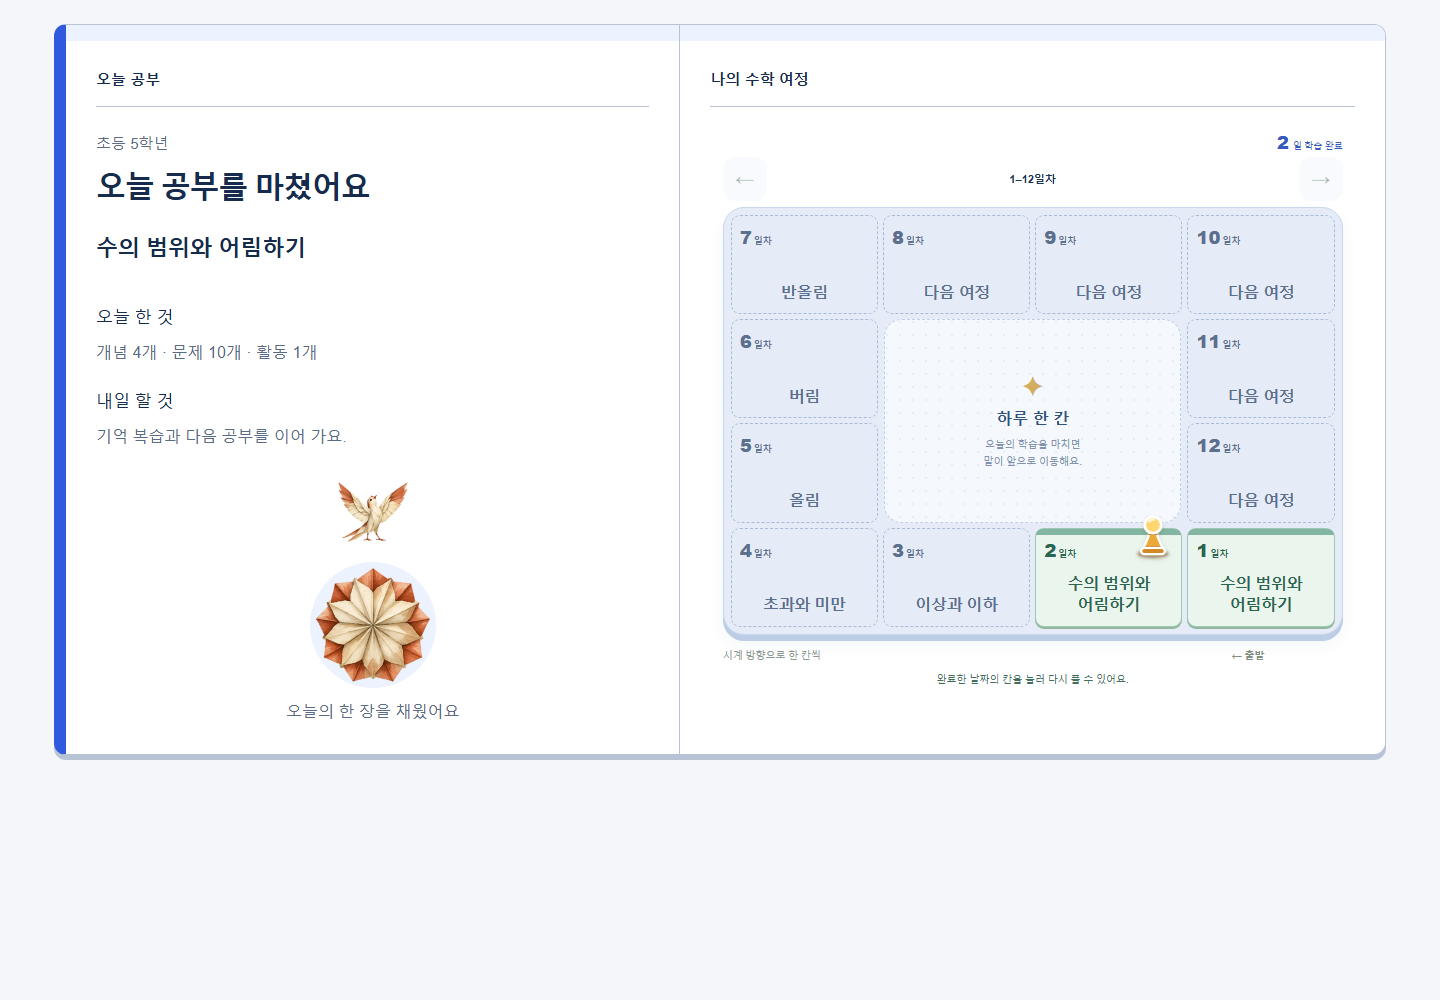 오늘 공부
초등 5학년
오늘 공부를 마쳤어요
수의 범위와 어림하기
오늘 한 것
개념 4개 · 문제 10개 · 활동 1개
내일 할 것
기억 복습과 다음 공부를 이어 가요.
오늘의 한 장을 채웠어요
나의 수학 여정
2 일 학습 완료
←
1–12일차
→
7 일차
반올림
8 일차
다음 여정
9 일차
다음 여정
10 일차
다음 여정
6 일차
버림
하루 한 칸
오늘의 학습을 마치면
말이 앞으로 이동해요.
11 일차
다음 여정
5 일차
올림
12 일차
다음 여정
4 일차
초과와 미만
3 일차
이상과 이하
2 일차
수의 범위와
어림하기
1 일차
수의 범위와
어림하기
시계 방향으로 한 칸씩
← 출발
완료한 날짜의 칸을 눌러 다시 풀 수 있어요.